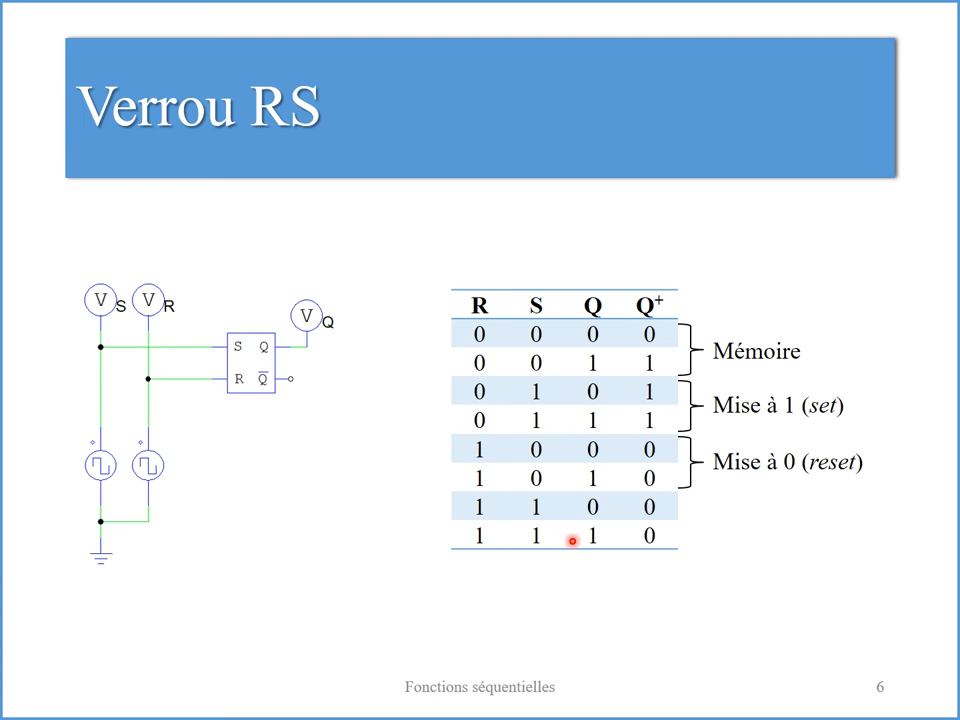 Verrou RS
V S V R
V Q
S Q
R Q̅
R S Q Q⁺
0 0 0 0
0 0 1 1
Mémoire
0 1 0 1
0 1 1 1
Mise à 1 (set)
1 0 0 0
1 0 1 0
Mise à 0 (reset)
1 1 0 0
1 1 1 0
Fonctions séquentielles 6